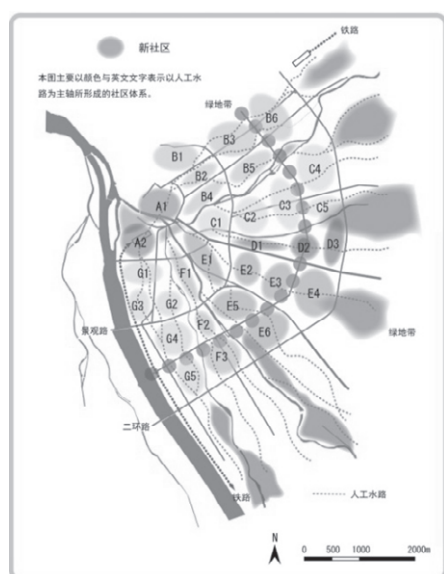 铁路
新社区
本图主要以颜色与英文文字表示以人工水
路为主轴所形成的社区体系。
绿地带
B6
B3
B1
B5
C4
B2
B4
A1
C3
C5
C2
C1
A2
D1
D2
D3
E1
G1
F1
E2
E3
E4
G3
G2
E5
景观路
F2
E6
绿地带
G4
F3
G5
二环路
铁路
人工水路
N
0 500 1000 2000m